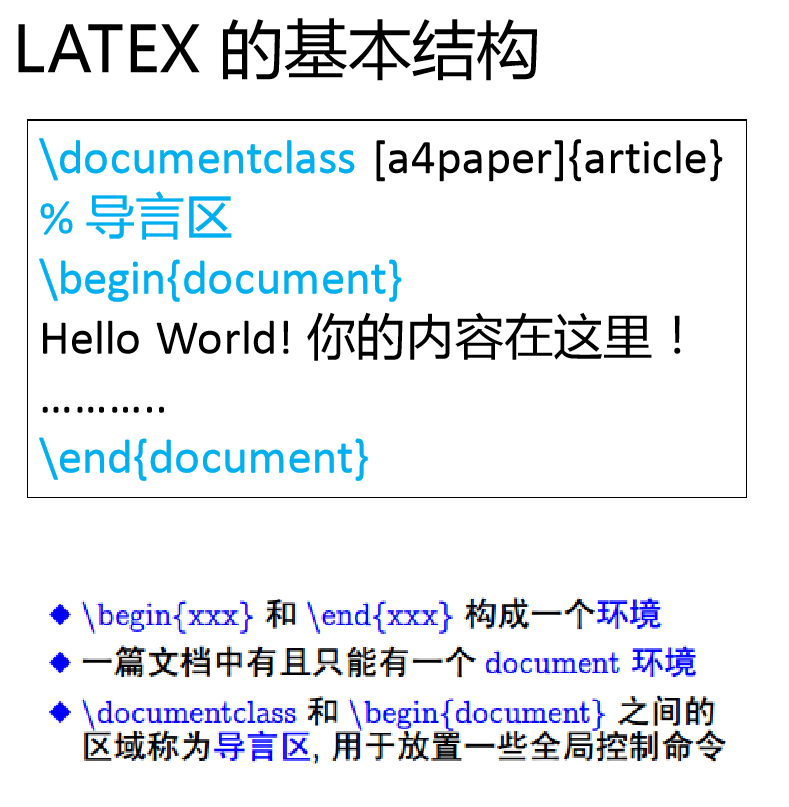 LATEX 的基本结构
\documentclass [a4paper]{article}
% 导言区
\begin{document}
Hello World! 你的内容在这里！
………..
\end{document}
◆ \begin{xxx} 和 \end{xxx} 构成一个环境
◆ 一篇文档中有且只能有一个 document 环境
◆ \documentclass 和 \begin{document} 之间的
区域称为导言区, 用于放置一些全局控制命令